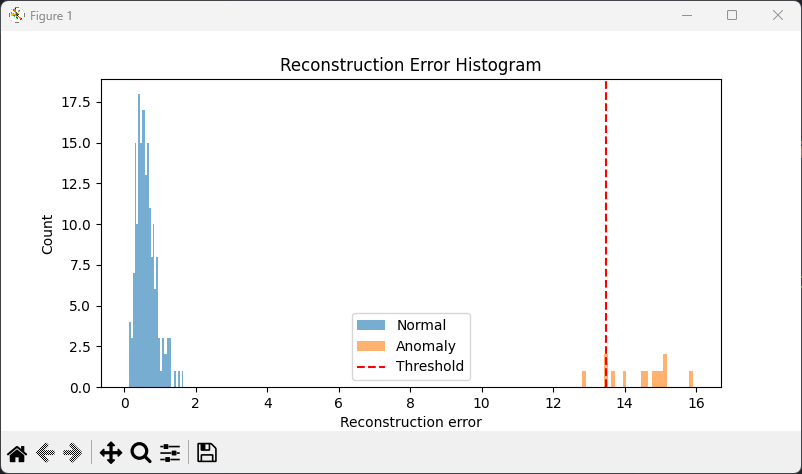 Figure 1
Reconstruction Error Histogram
17.5
15.0
12.5
10.0
7.5
5.0
2.5
0.0
Count
Normal
Anomaly
Threshold
0 2 4 6 8 10 12 14 16
Reconstruction error